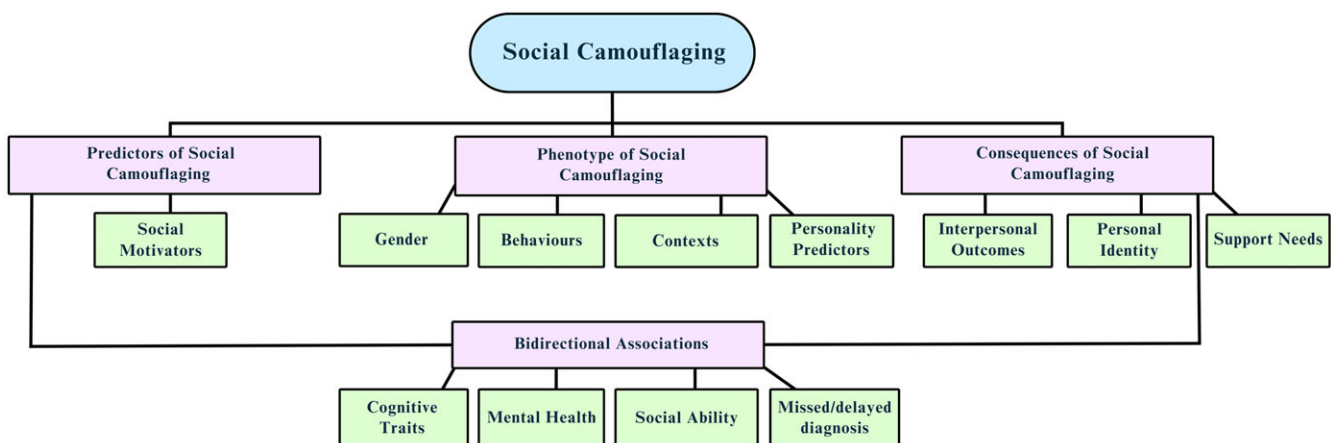 Social Camouflaging
Predictors of Social
Camouflaging
Phenotype of Social
Camouflaging
Consequences of Social
Camouflaging
Social
Motivators
Gender
Behaviours
Contexts
Personality
Predictors
Interpersonal
Outcomes
Personal
Identity
Support Needs
Bidirectional Associations
Cognitive
Traits
Mental Health
Social Ability
Missed/delayed
diagnosis